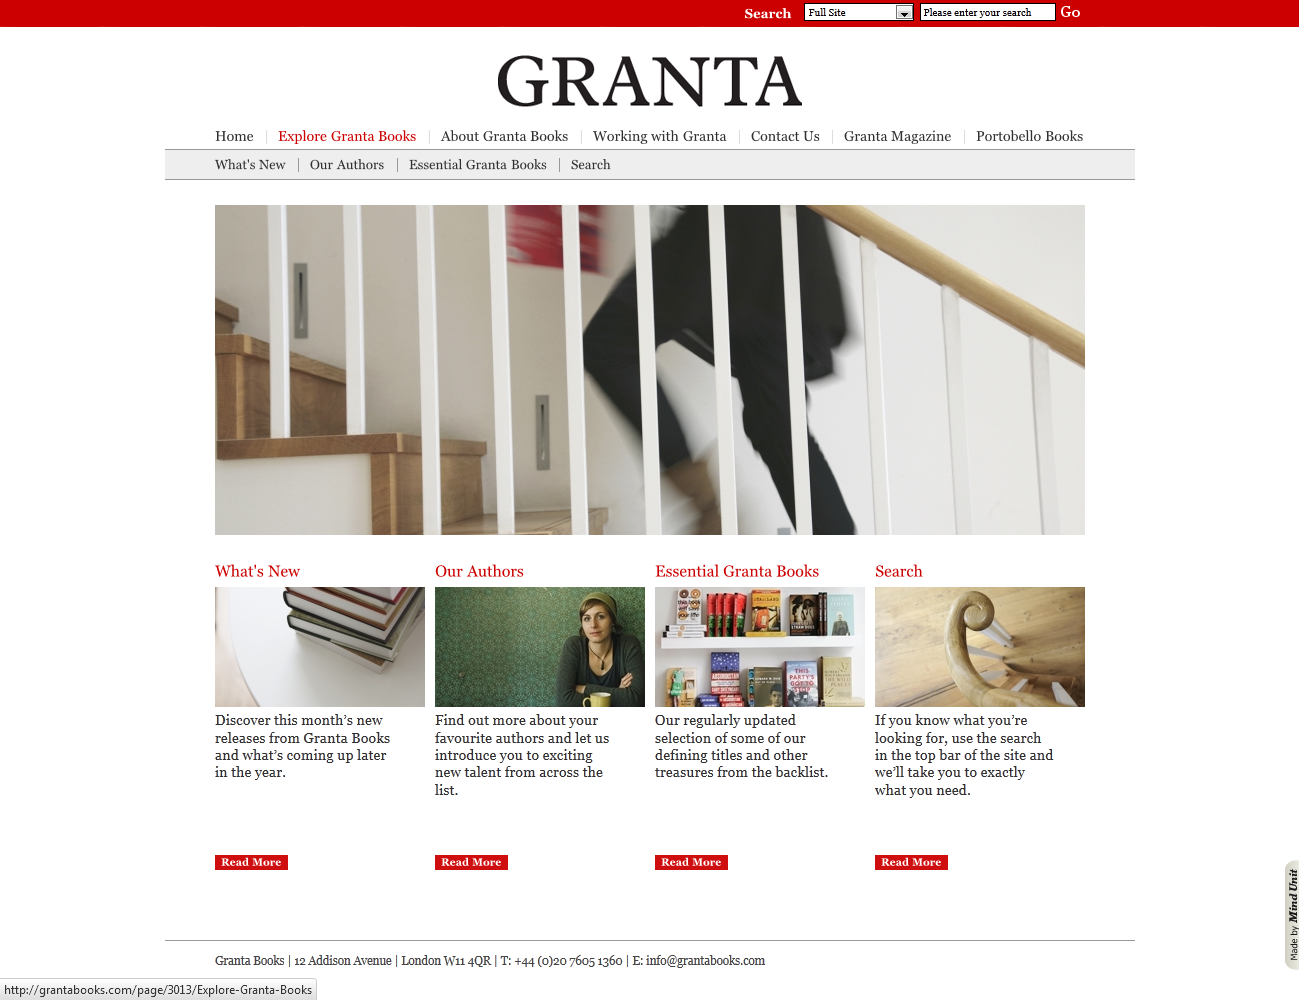 Search Full Site Please enter your search Go
GRANTA
Home Explore Granta Books About Granta Books Working with Granta Contact Us Granta Magazine Portobello Books
What's New Our Authors Essential Granta Books Search
What's New
Discover this month’s new
releases from Granta Books
and what’s coming up later
in the year.
Read More
Our Authors
Find out more about your
favourite authors and let us
introduce you to exciting
new talent from across the
list.
Read More
Essential Granta Books
Our regularly updated
selection of some of our
defining titles and other
treasures from the backlist.
Read More
Search
If you know what you’re
looking for, use the search
in the top bar of the site and
we’ll take you to exactly
what you need.
Read More
Made by Mind Unit
Granta Books | 12 Addison Avenue | London W11 4QR | T: +44 (0)20 7605 1360 | E: info@grantabooks.com
http://grantabooks.com/page/3013/Explore-Granta-Books